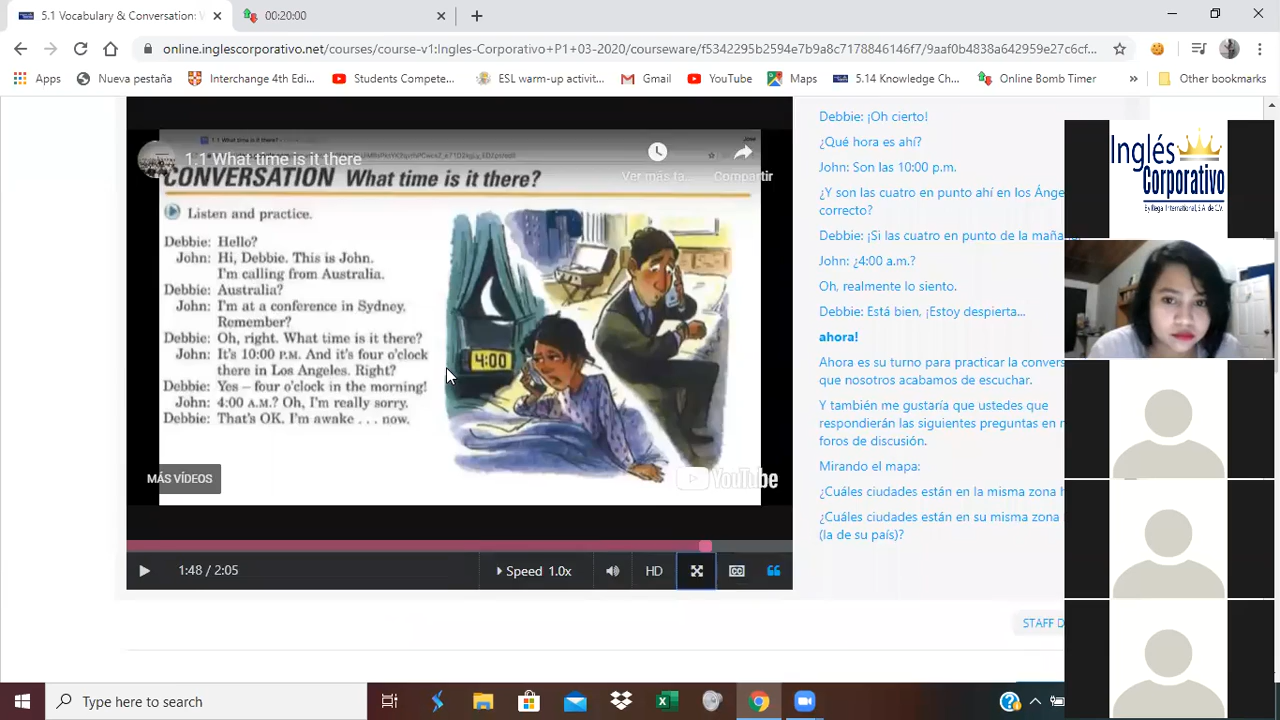 5.1 Vocabulary & Conversation:
00:20:00
online.inglescorporativo.net/courses/course-v1:Ingles-Corporativo+P1+03-2020/courseware/f5342295b2594e7b9a8c7178846146f7/9aaf0b4838a642959e27c6cf...
Apps
Nueva pestaña
Interchange 4th Edi...
Students Compete...
ESL warm-up activit...
Gmail
YouTube
Maps
5.14 Knowledge Ch...
Online Bomb Timer
»
Other bookmarks
1.1 What time is it there
Ver más ta...
Compartir
CONVERSATION What time is it there?
Listen and practice.
Debbie: Hello?
John: Hi, Debbie. This is John.
I'm calling from Australia.
Debbie: Australia?
John: I'm at a conference in Sydney.
Remember?
Debbie: Oh, right. What time is it there?
John: It's 10:00 P.M. And it's four o'clock
there in Los Angeles. Right?
Debbie: Yes – four o'clock in the morning!
John: 4:00 A.M.? Oh, I'm really sorry.
Debbie: That's OK. I'm awake . . . now.
4:00
MÁS VÍDEOS
YouTube
1:48 / 2:05
Speed 1.0x
HD
Debbie: ¡Oh cierto!
¿Qué hora es ahí?
John: Son las 10:00 p.m.
¿Y son las cuatro en punto ahí en los Ánge
correcto?
Debbie: ¡Si las cuatro en punto de la mañana!
John: ¿4:00 a.m.?
Oh, realmente lo siento.
Debbie: Está bien, ¡Estoy despierta...
ahora!
Ahora es su turno para practicar la convers
que nosotros acabamos de escuchar.
Y también me gustaría que ustedes que
respondierán las siguientes preguntas en n
foros de discusión.
Mirando el mapa:
¿Cuáles ciudades están en la misma zona h
¿Cuáles ciudades están en su misma zona
(la de su país)?
STAFF D
Inglés
Corporativo
Type here to search